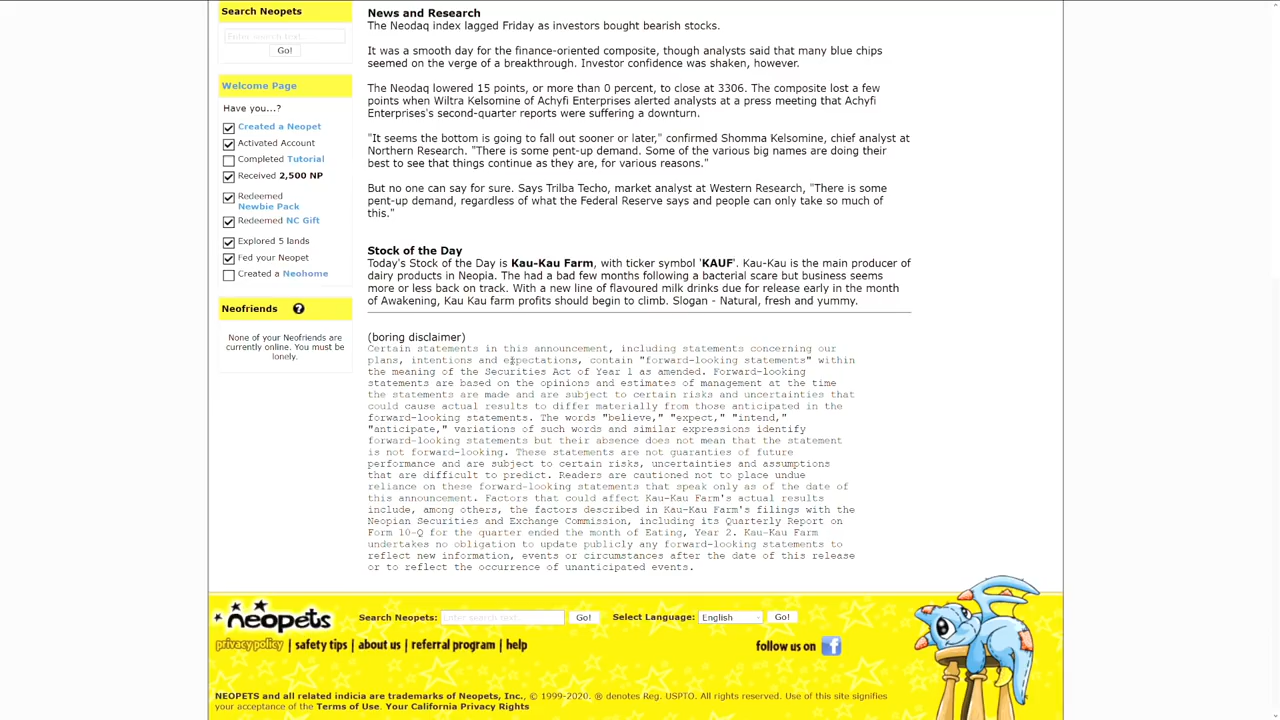 Search Neopets
Enter search text...
Go!
Welcome Page
Have you...?
Created a Neopet
Activated Account
Completed Tutorial
Received 2,500 NP
Redeemed
Newbie Pack
Redeemed NC Gift
Explored 5 lands
Fed your Neopet
Created a Neohome
Neofriends ?
None of your Neofriends are
currently online. You must be
lonely.
News and Research
The Neodaq index lagged Friday as investors bought bearish stocks.
It was a smooth day for the finance-oriented composite, though analysts said that many blue chips
seemed on the verge of a breakthrough. Investor confidence was shaken, however.
The Neodaq lowered 15 points, or more than 0 percent, to close at 3306. The composite lost a few
points when Wiltra Kelsomine of Achyfi Enterprises alerted analysts at a press meeting that Achyfi
Enterprises's second-quarter reports were suffering a downturn.
"It seems the bottom is going to fall out sooner or later," confirmed Shomma Kelsomine, chief analyst at
Northern Research. "There is some pent-up demand. Some of the various big names are doing their
best to see that things continue as they are, for various reasons."
But no one can say for sure. Says Trilba Techo, market analyst at Western Research, "There is some
pent-up demand, regardless of what the Federal Reserve says and people can only take so much of
this."
Stock of the Day
Today's Stock of the Day is Kau-Kau Farm, with ticker symbol 'KAUF'. Kau-Kau is the main producer of
dairy products in Neopia. The had a bad few months following a bacterial scare but business seems
more or less back on track. With a new line of flavoured milk drinks due for release early in the month
of Awakening, Kau Kau farm profits should begin to climb. Slogan - Natural, fresh and yummy.
(boring disclaimer)
Certain statements in this announcement, including statements concerning our
plans, intentions and expectations, contain "forward-looking statements" within
the meaning of the Securities Act of Year 1 as amended. Forward-looking
statements are based on the opinions and estimates of management at the time
the statements are made and are subject to certain risks and uncertainties that
could cause actual results to differ materially from those anticipated in the
forward-looking statements. The words "believe," "expect," "intend,"
"anticipate," variations of such words and similar expressions identify
forward-looking statements but their absence does not mean that the statement
is not forward-looking. These statements are not guaranties of future
performance and are subject to certain risks, uncertainties and assumptions
that are difficult to predict. Readers are cautioned not to place undue
reliance on these forward-looking statements that speak only as of the date of
this announcement. Factors that could affect Kau-Kau Farm's actual results
include, among others, the factors described in Kau-Kau Farm's filings with the
Neopian Securities and Exchange Commission, including its Quarterly Report on
Form 10-Q for the quarter ended the month of Eating, Year 2. Kau-Kau Farm
undertakes no obligation to update publicly any forward-looking statements to
reflect new information, events or circumstances after the date of this release
or to reflect the occurrence of unanticipated events.
neopets
Search Neopets: Enter search text... Go! Select Language: English Go!
privacy policy | safety tips | about us | referral program | help
follow us on f
NEOPETS and all related indicia are trademarks of Neopets, Inc., © 1999-2020. ® denotes Reg. USPTO. All rights reserved. Use of this site signifies
your acceptance of the Terms of Use. Your California Privacy Rights